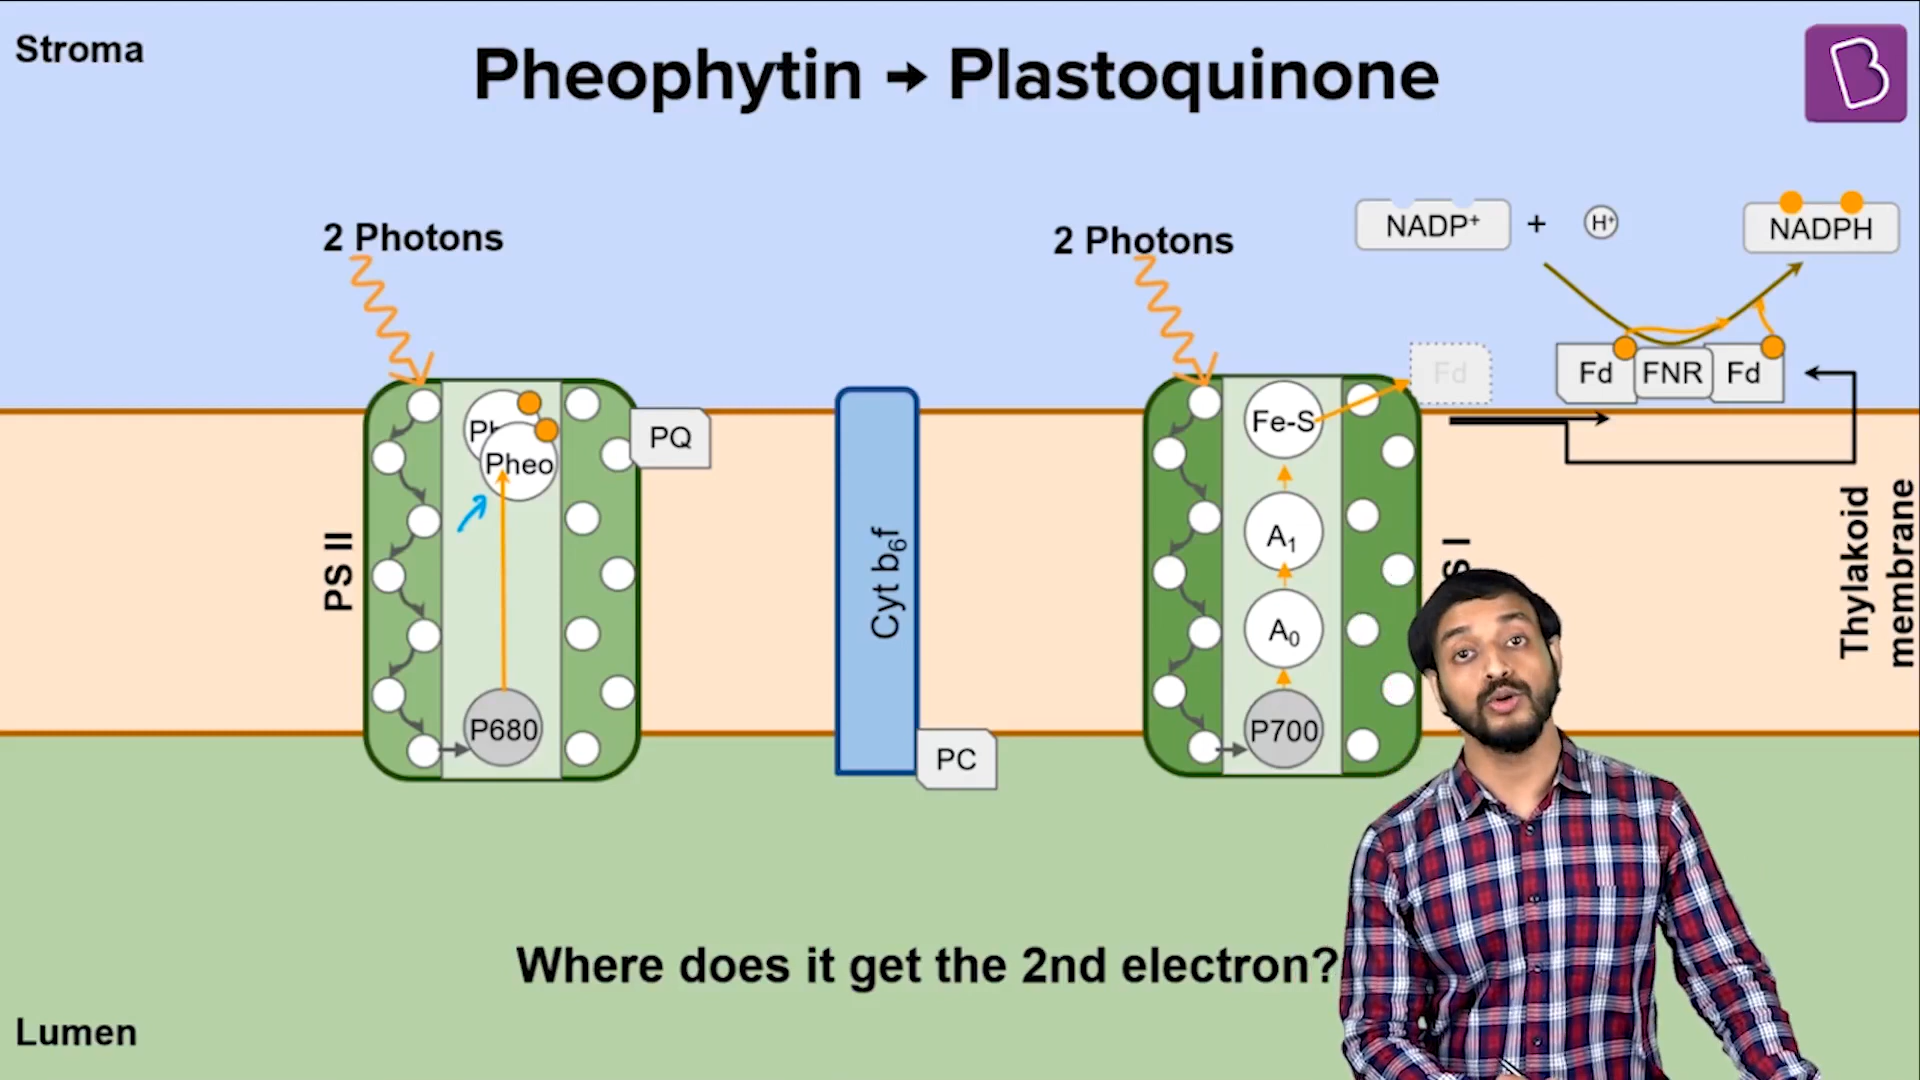 Stroma
Pheophytin → Plastoquinone
2 Photons
2 Photons
NADP⁺ + H⁺
NADPH
Fd
Fd FNR Fd
Pheo
PQ
Fe-S
A₁
A₀
PS II
Cyt b₆f
S I
Thylakoid
membrane
P680
P700
PC
Where does it get the 2nd electron?
Lumen